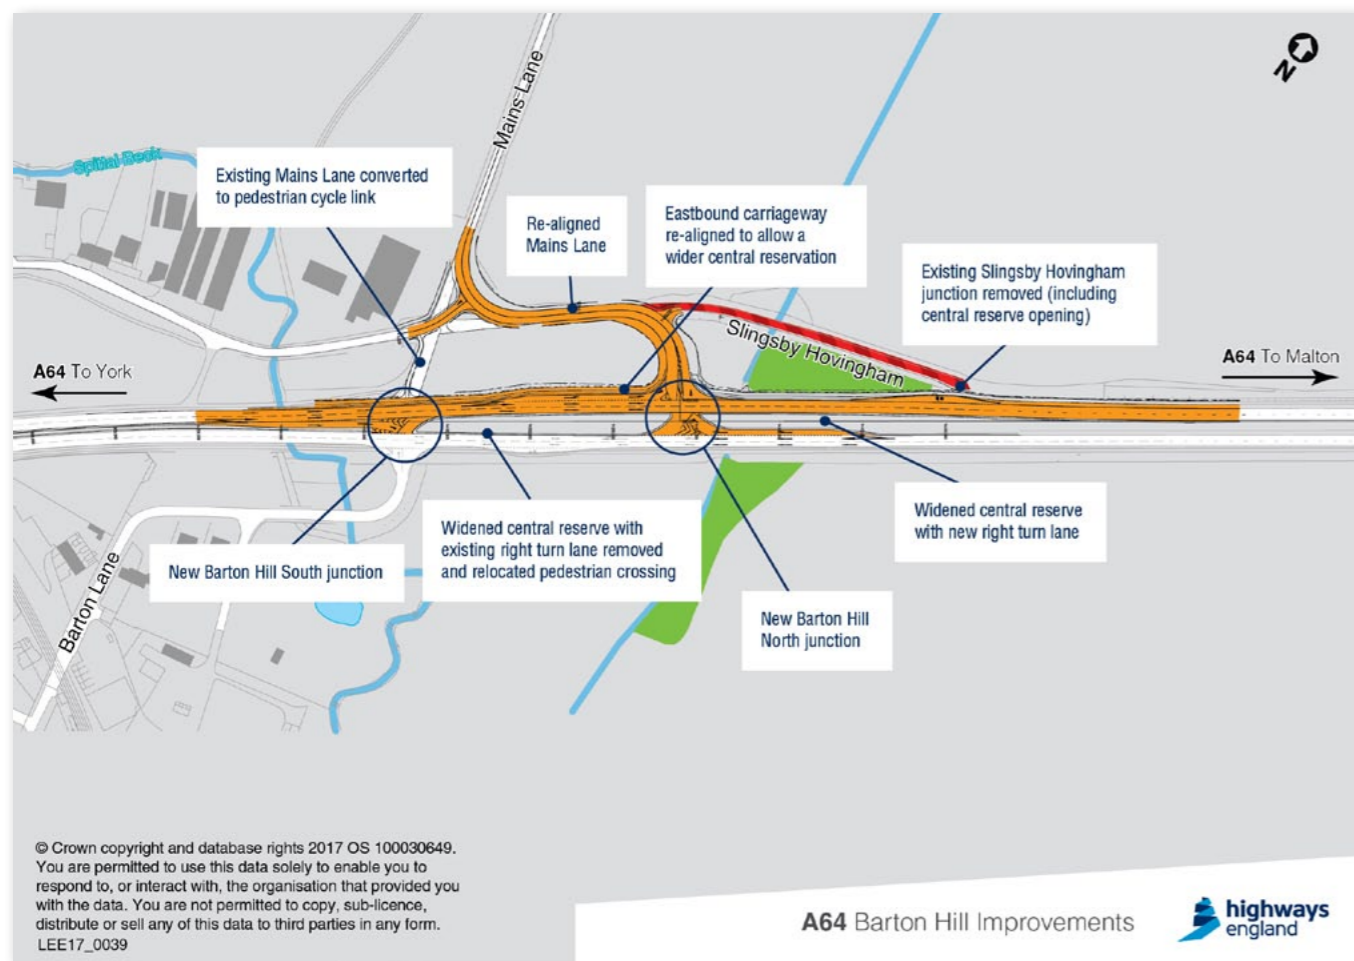 N
Mains Lane
Spittal Beck
Existing Mains Lane converted
to pedestrian cycle link
Re-aligned
Mains Lane
Eastbound carriageway
re-aligned to allow a
wider central reservation
Existing Slingsby Hovingham
junction removed (including
central reserve opening)
Slingsby Hovingham
A64 To York
A64 To Malton
Barton Lane
New Barton Hill South junction
Widened central reserve with
existing right turn lane removed
and relocated pedestrian crossing
Widened central reserve
with new right turn lane
New Barton Hill
North junction
© Crown copyright and database rights 2017 OS 100030649.
You are permitted to use this data solely to enable you to
respond to, or interact with, the organisation that provided you
with the data. You are not permitted to copy, sub-licence,
distribute or sell any of this data to third parties in any form.
LEE17_0039
A64 Barton Hill Improvements
highways
england